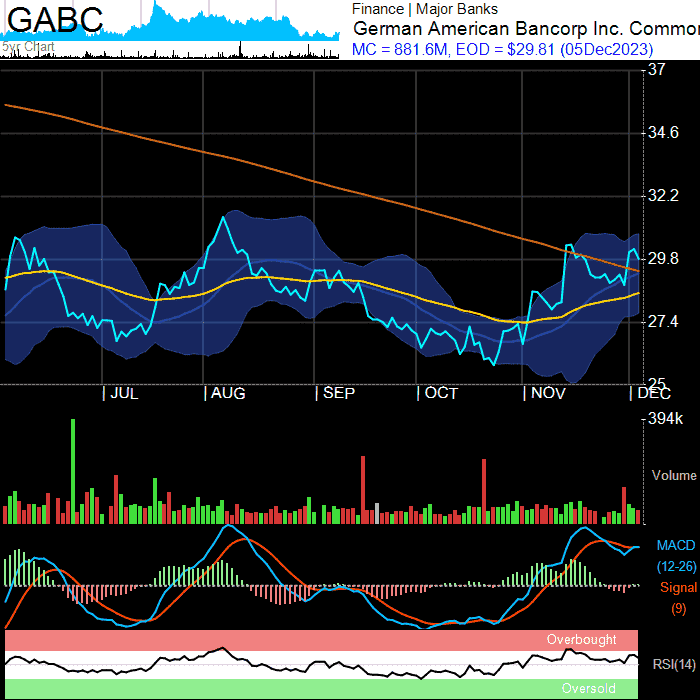 GABC
5yr Chart
Finance | Major Banks
German American Bancorp Inc. Common
MC = 881.6M, EOD = $29.81 (05Dec2023)
37
34.6
32.2
29.8
27.4
25
| JUL | AUG | SEP | OCT | NOV | DEC
394k
Volume
MACD
(12-26)
Signal
(9)
Overbought
RSI(14)
Oversold